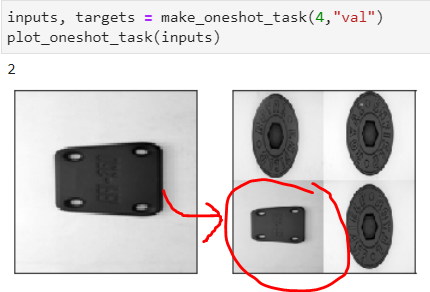 inputs, targets = make_oneshot_task(4,"val")
plot_oneshot_task(inputs)
2